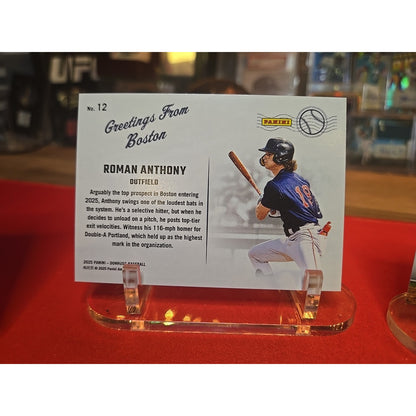 No. 12
Greetings From
Boston
PANINI
ROMAN ANTHONY
OUTFIELD
Arguably the top prospect in Boston entering
2025, Anthony swings one of the loudest bats in
the system. He's a selective hitter, but when he
decides to unload on a pitch, he posts top-tier
exit velocities. Witness his 116-mph homer for
Double-A Portland, which held up as the highest
mark in the organization.
2025 PANINI - DONRUSS BASEBALL
© 2025 Panini